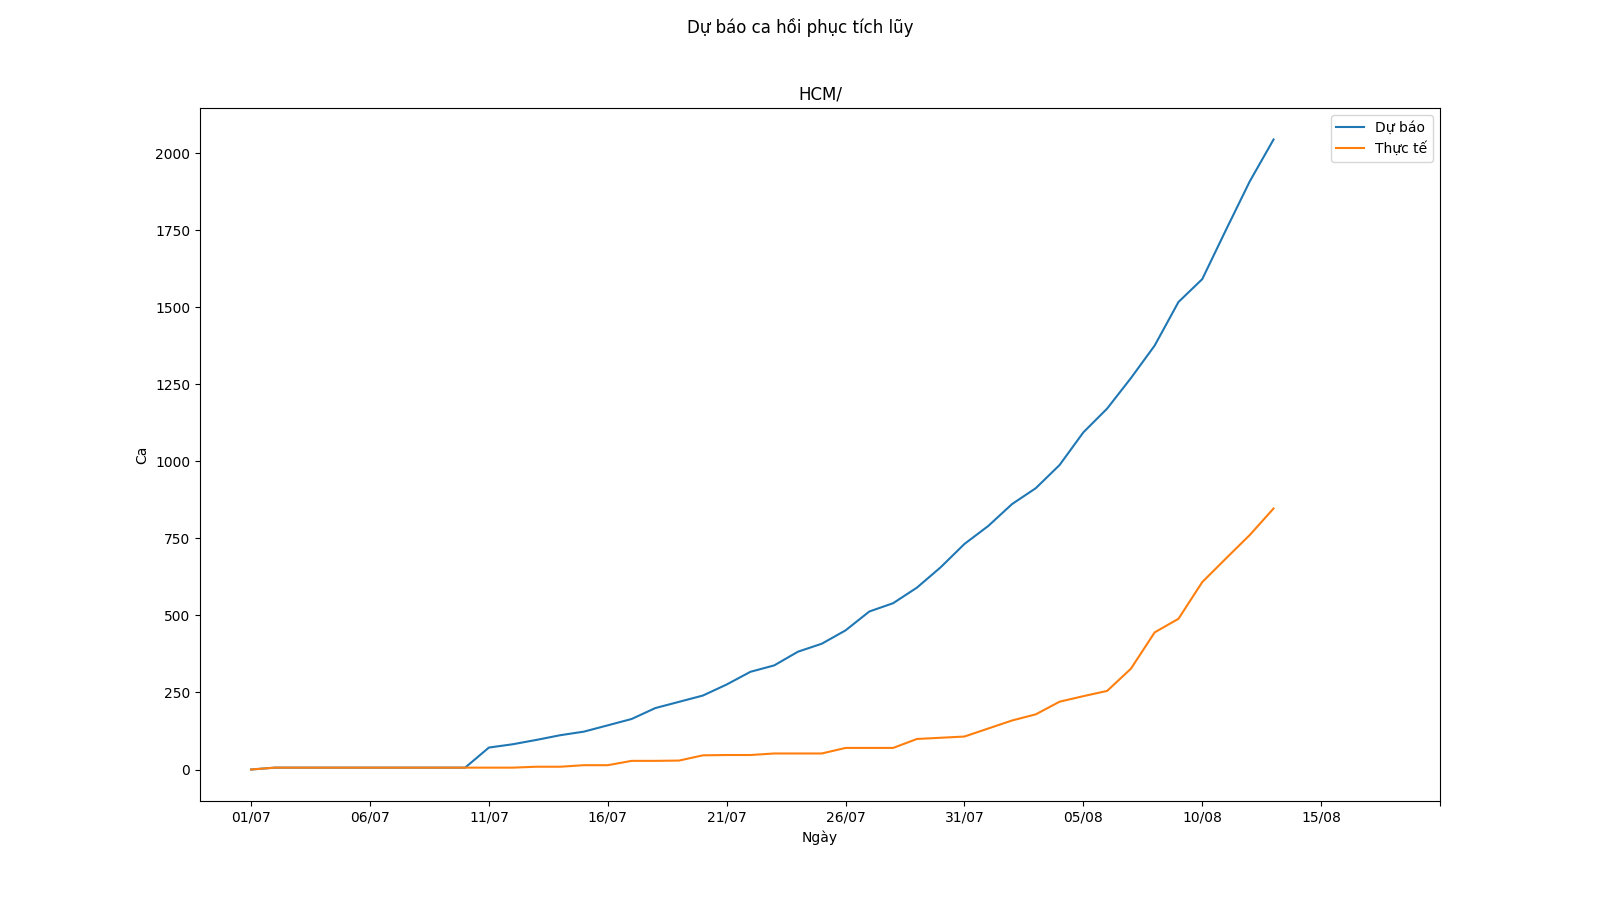 Dự báo ca hồi phục tích lũy
HCM/
Dự báo
Thực tế
2000
1750
1500
1250
1000
750
500
250
0
Ca
01/07 06/07 11/07 16/07 21/07 26/07 31/07 05/08 10/08 15/08
Ngày